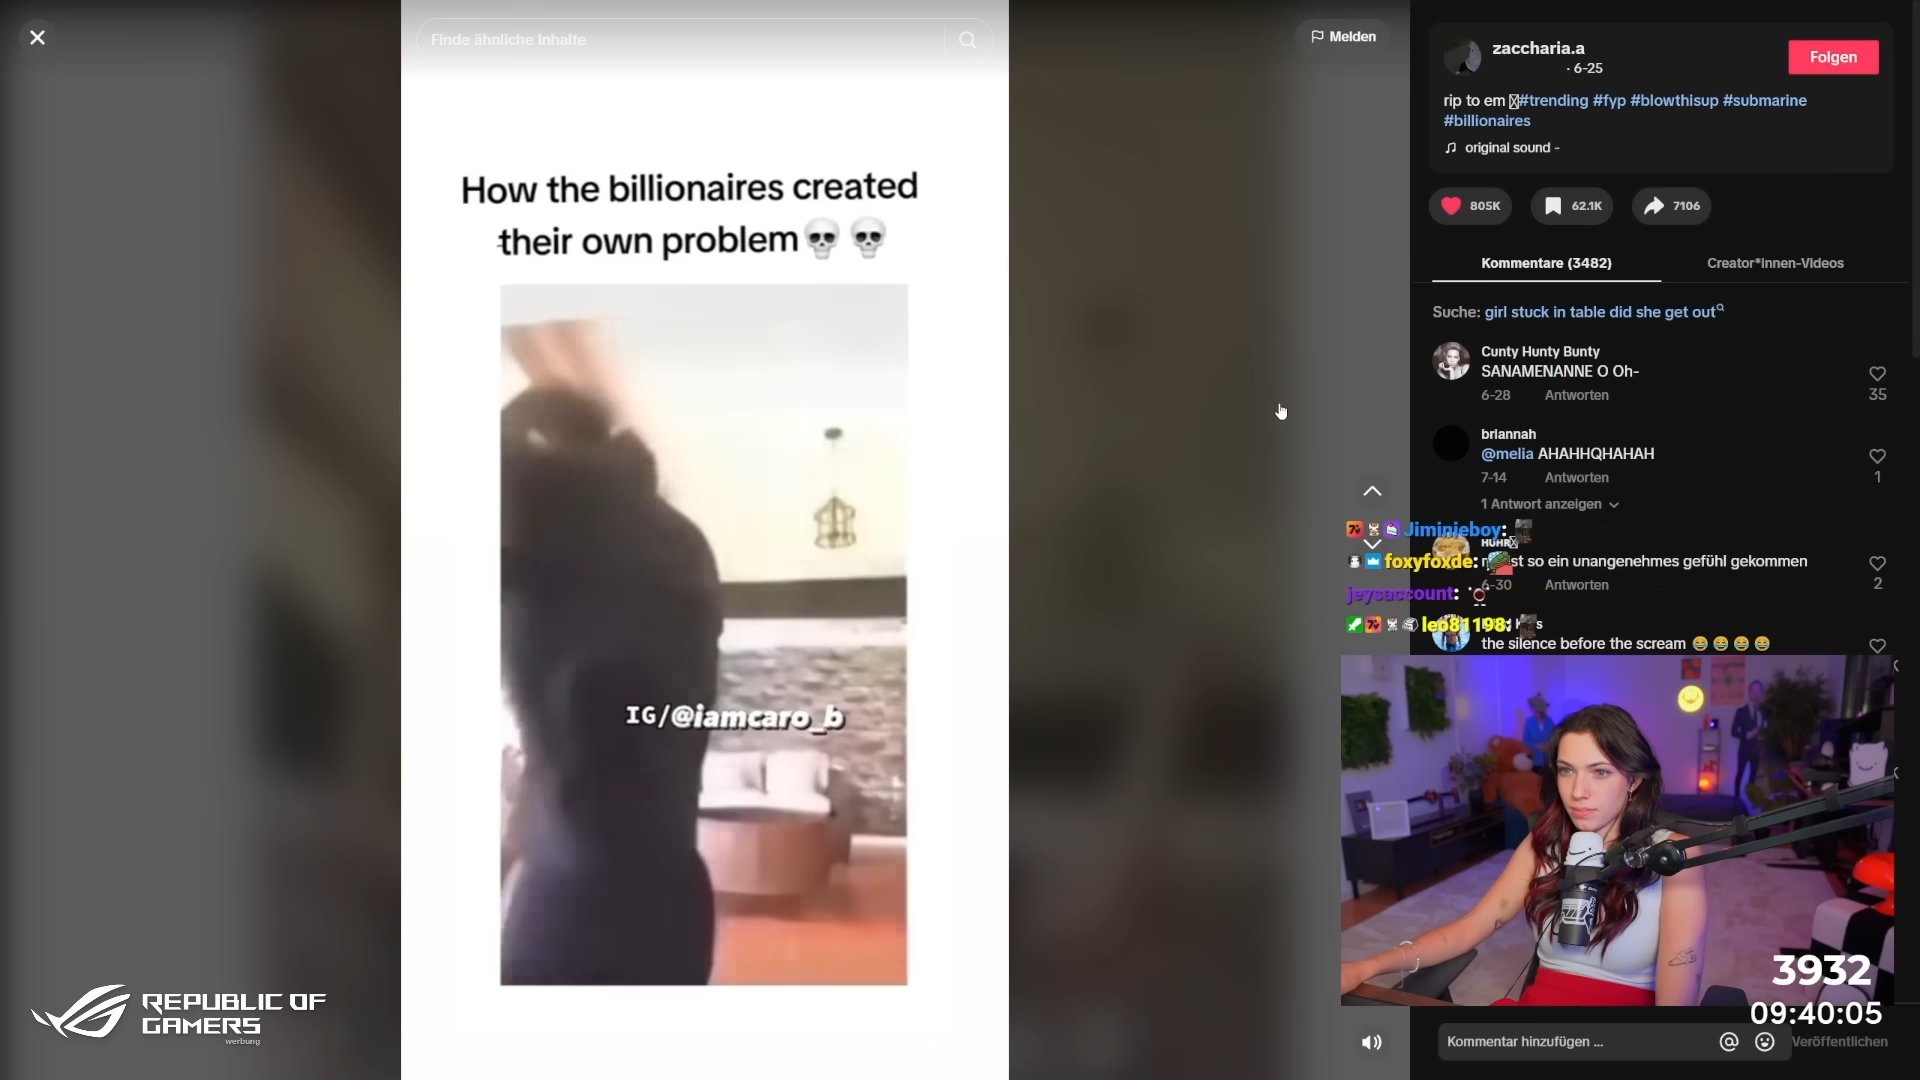 Finde ähnliche Inhalte
Melden
How the billionaires created
their own problem💀💀
IG/@iamcaro_b
REPUBLIC OF
GAMERS
werbung
zaccharia.a
· 6-25
Folgen
rip to em #trending #fyp #blowthisup #submarine
#billionaires
original sound -
805K
62.1K
7106
Kommentare (3482)
Creator*innen-Videos
Suche: girl stuck in table did she get out
Cunty Hunty Bunty
SANAMENANNE O Oh-
6-28 Antworten
35
briannah
@melia AHAHHQHAHAH
7-14 Antworten
1
1 Antwort anzeigen
Jiminieboy:
HUHR
foxyfoxde:
st so ein unangenehmes gefühl gekommen
6-30 Antworten
2
jeysaccount:
leo81198:
the silence before the scream 😂😂😂😂
3932
09:40:05
Kommentar hinzufügen ...
Veröffentlichen